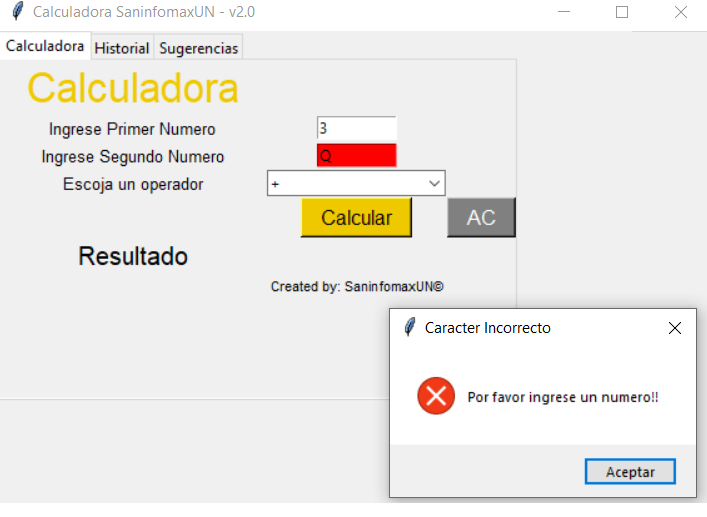 Calculadora SaninfomaxUN - v2.0
Calculadora Historial Sugerencias
Calculadora
Ingrese Primer Numero 3
Ingrese Segundo Numero Q
Escoja un operador +
Calcular AC
Resultado
Created by: SaninfomaxUN©
Caracter Incorrecto
Por favor ingrese un numero!!
Aceptar